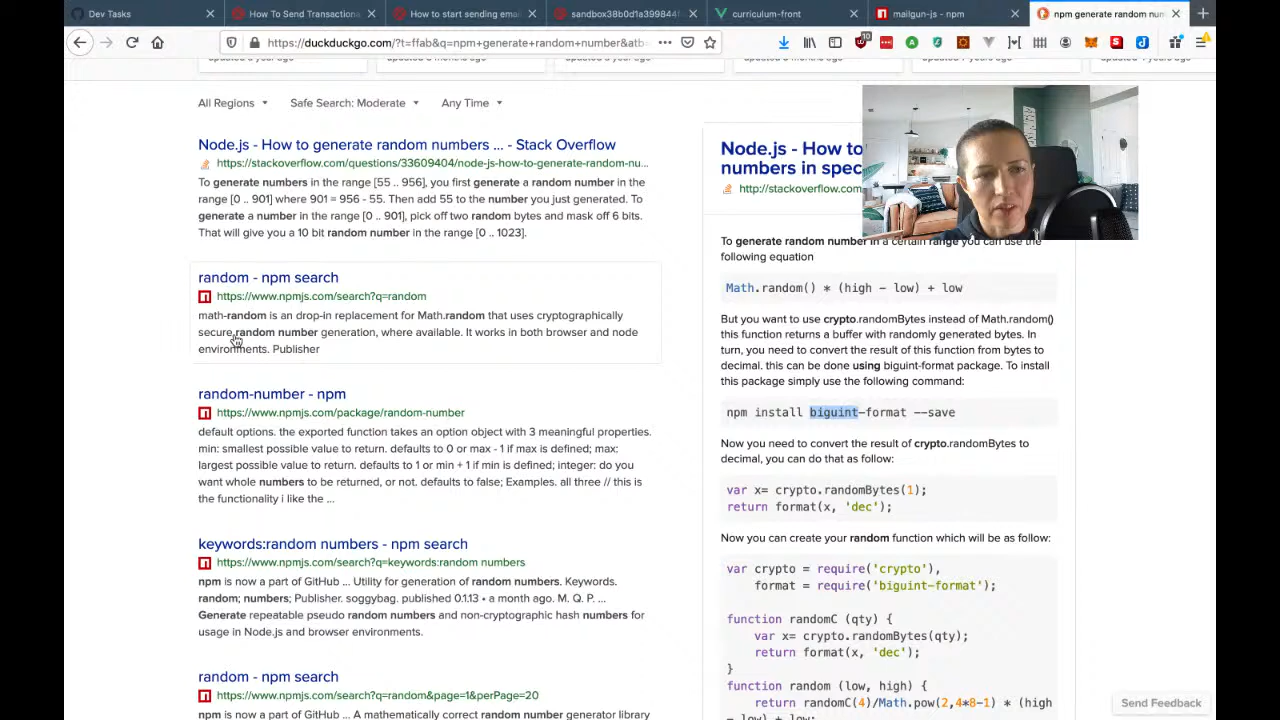 Dev Tasks
How To Send Transactiona
How to start sending emai
sandbox38b0d1a399844f
curriculum-front
mailgun-js - npm
npm generate random num
https://duckduckgo.com/?t=ffab&q=npm+generate+random+number&atb
10
All Regions
Safe Search: Moderate
Any Time
Node.js - How to generate random numbers ... - Stack Overflow
https://stackoverflow.com/questions/33609404/node-js-how-to-generate-random-nu...
To generate numbers in the range [55 .. 956], you first generate a random number in the
range [0 .. 901] where 901 = 956 - 55. Then add 55 to the number you just generated. To
generate a number in the range [0 .. 901], pick off two random bytes and mask off 6 bits.
That will give you a 10 bit random number in the range [0 .. 1023].
random - npm search
https://www.npmjs.com/search?q=random
math-random is an drop-in replacement for Math.random that uses cryptographically
secure random number generation, where available. It works in both browser and node
environments. Publisher
random-number - npm
https://www.npmjs.com/package/random-number
default options. the exported function takes an option object with 3 meaningful properties.
min: smallest possible value to return. defaults to 0 or max - 1 if max is defined; max:
largest possible value to return. defaults to 1 or min + 1 if min is defined; integer: do you
want whole numbers to be returned, or not. defaults to false; Examples. all three // this is
the functionality i like the ...
keywords:random numbers - npm search
https://www.npmjs.com/search?q=keywords:random numbers
npm is now a part of GitHub ... Utility for generation of random numbers. Keywords.
random; numbers; Publisher. soggybag. published 0.1.13 • a month ago. M. Q. P. ...
Generate repeatable pseudo random numbers and non-cryptographic hash numbers for
usage in Node.js and browser environments.
random - npm search
https://www.npmjs.com/search?q=random&page=1&perPage=20
npm is now a part of GitHub ... A mathematically correct random number generator library
Node.js - How to
numbers in spec
http://stackoverflow.com
To generate random number in a certain range you can use the
following equation
Math.random() * (high - low) + low
But you want to use crypto.randomBytes instead of Math.random()
this function returns a buffer with randomly generated bytes. In
turn, you need to convert the result of this function from bytes to
decimal. this can be done using biguint-format package. To install
this package simply use the following command:
npm install biguint-format --save
Now you need to convert the result of crypto.randomBytes to
decimal, you can do that as follow:
var x= crypto.randomBytes(1);
return format(x, 'dec');
Now you can create your random function which will be as follow:
var crypto = require('crypto'),
format = require('biguint-format');
function randomC (qty) {
var x= crypto.randomBytes(qty);
return format(x, 'dec');
}
function random (low, high) {
return randomC(4)/Math.pow(2,4*8-1) * (high
- low) + low;
Send Feedback